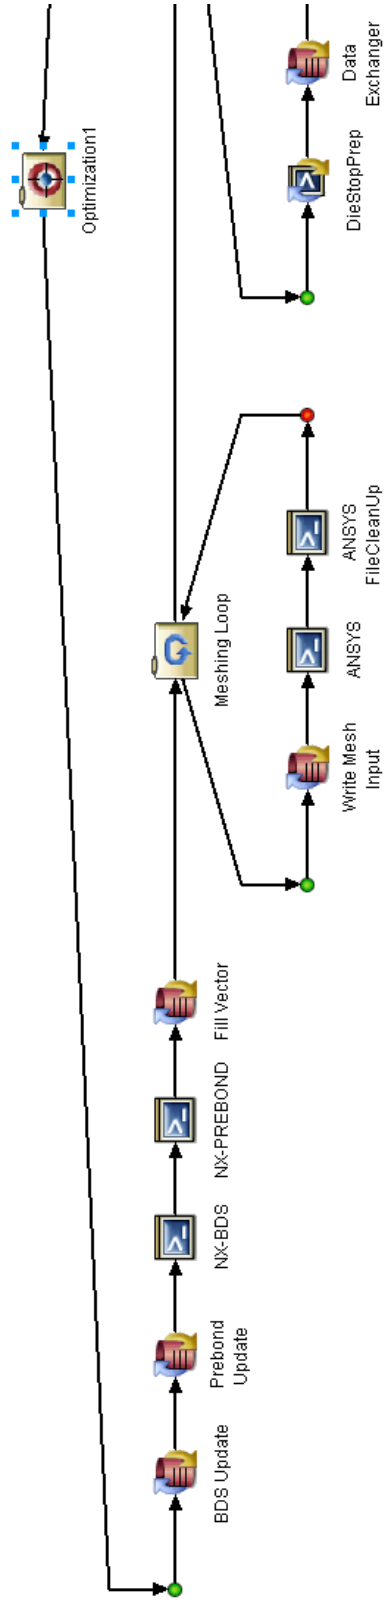 Optimization1
BDS Update
Prebond
Update
NX-BDS
NX-PREBOND
Fill Vector
Meshing Loop
Write Mesh
Input
ANSYS
ANSYS
FileCleanUp
DieStopPrep
Data
Exchanger